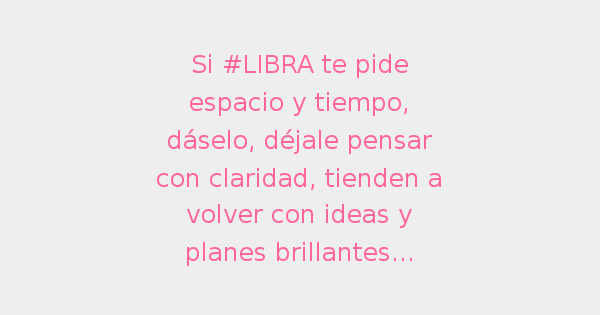 Si #LIBRA te pide
espacio y tiempo,
dáselo, déjale pensar
con claridad, tienden a
volver con ideas y
planes brillantes...